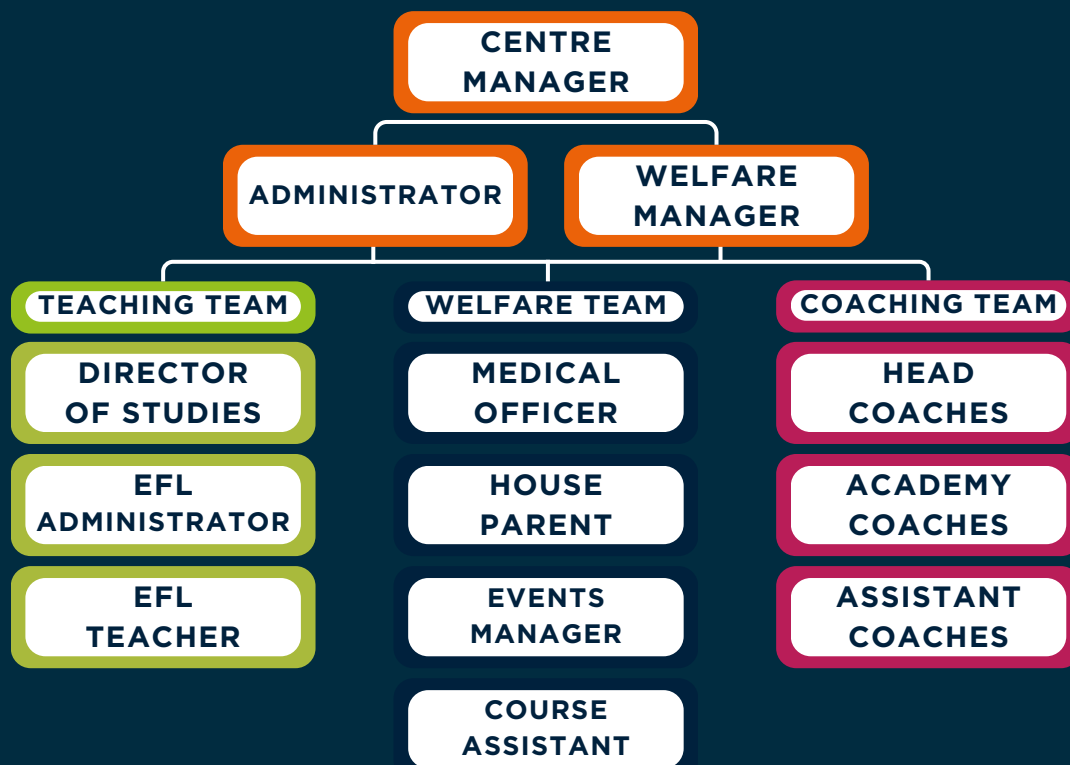 CENTRE
MANAGER
ADMINISTRATOR
WELFARE
MANAGER
TEACHING TEAM
DIRECTOR
OF STUDIES
EFL
ADMINISTRATOR
EFL
TEACHER
WELFARE TEAM
MEDICAL
OFFICER
HOUSE
PARENT
EVENTS
MANAGER
COURSE
ASSISTANT
COACHING TEAM
HEAD
COACHES
ACADEMY
COACHES
ASSISTANT
COACHES